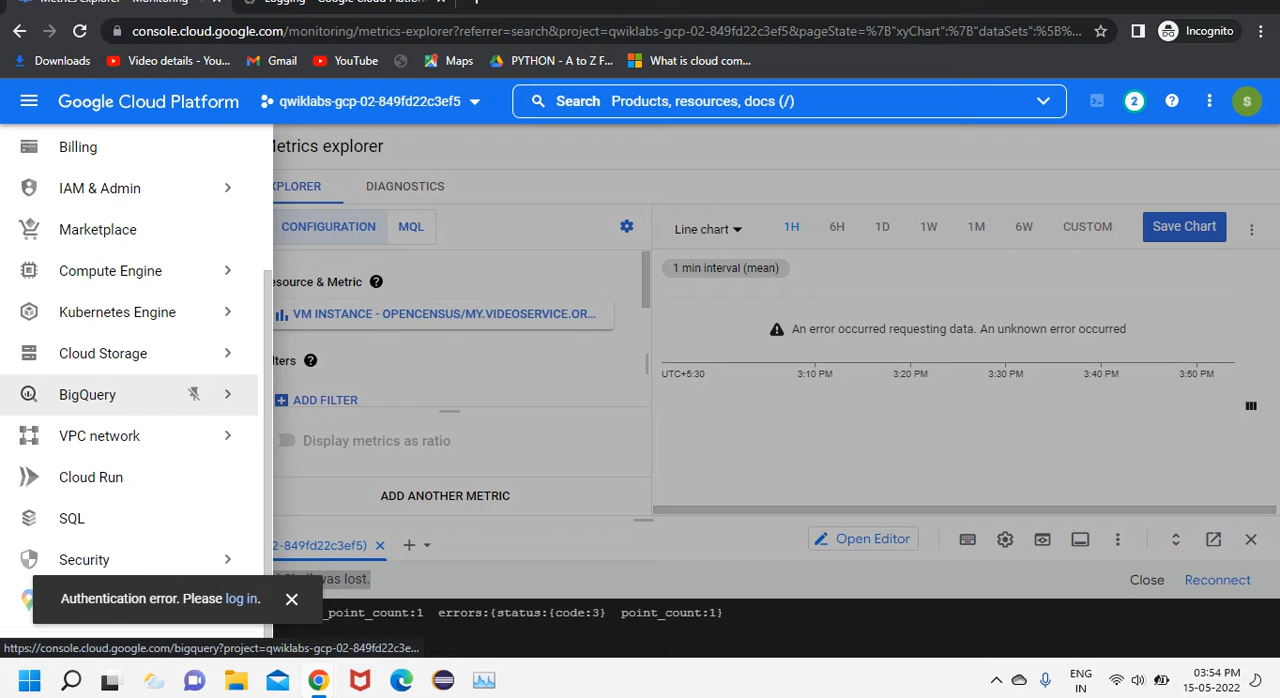 Metrics Explorer - Monitoring
Logging - Google Cloud Platform
console.cloud.google.com/monitoring/metrics-explorer?referrer=search&project=qwiklabs-gcp-02-849fd22c3ef5&pageState=%7B"xyChart":%7B"dataSets":%5B%...
Incognito
Downloads
Video details - You...
Gmail
YouTube
Maps
PYTHON - A to Z F...
What is cloud com...
Google Cloud Platform
qwiklabs-gcp-02-849fd22c3ef5
Search Products, resources, docs (/)
2
?
S
Billing
IAM & Admin
Marketplace
Compute Engine
Kubernetes Engine
Cloud Storage
BigQuery
VPC network
Cloud Run
SQL
Security
Authentication error. Please log in.
https://console.cloud.google.com/bigquery?project=qwiklabs-gcp-02-849fd22c3e...
etrics explorer
XPLORER
DIAGNOSTICS
CONFIGURATION
MQL
esource & Metric ?
VM INSTANCE - OPENCENSUS/MY.VIDEOSERVICE.OR...
lters ?
ADD FILTER
Display metrics as ratio
ADD ANOTHER METRIC
Line chart
1H 6H 1D 1W 1M 6W CUSTOM
Save Chart
1 min interval (mean)
An error occurred requesting data. An unknown error occurred
UTC+5:30 3:10 PM 3:20 PM 3:30 PM 3:40 PM 3:50 PM
2-849fd22c3ef5)
Open Editor
was lost.
Close
Reconnect
_point_count:1 errors:{status:{code:3} point_count:1}
ENG
IN
03:54 PM
15-05-2022